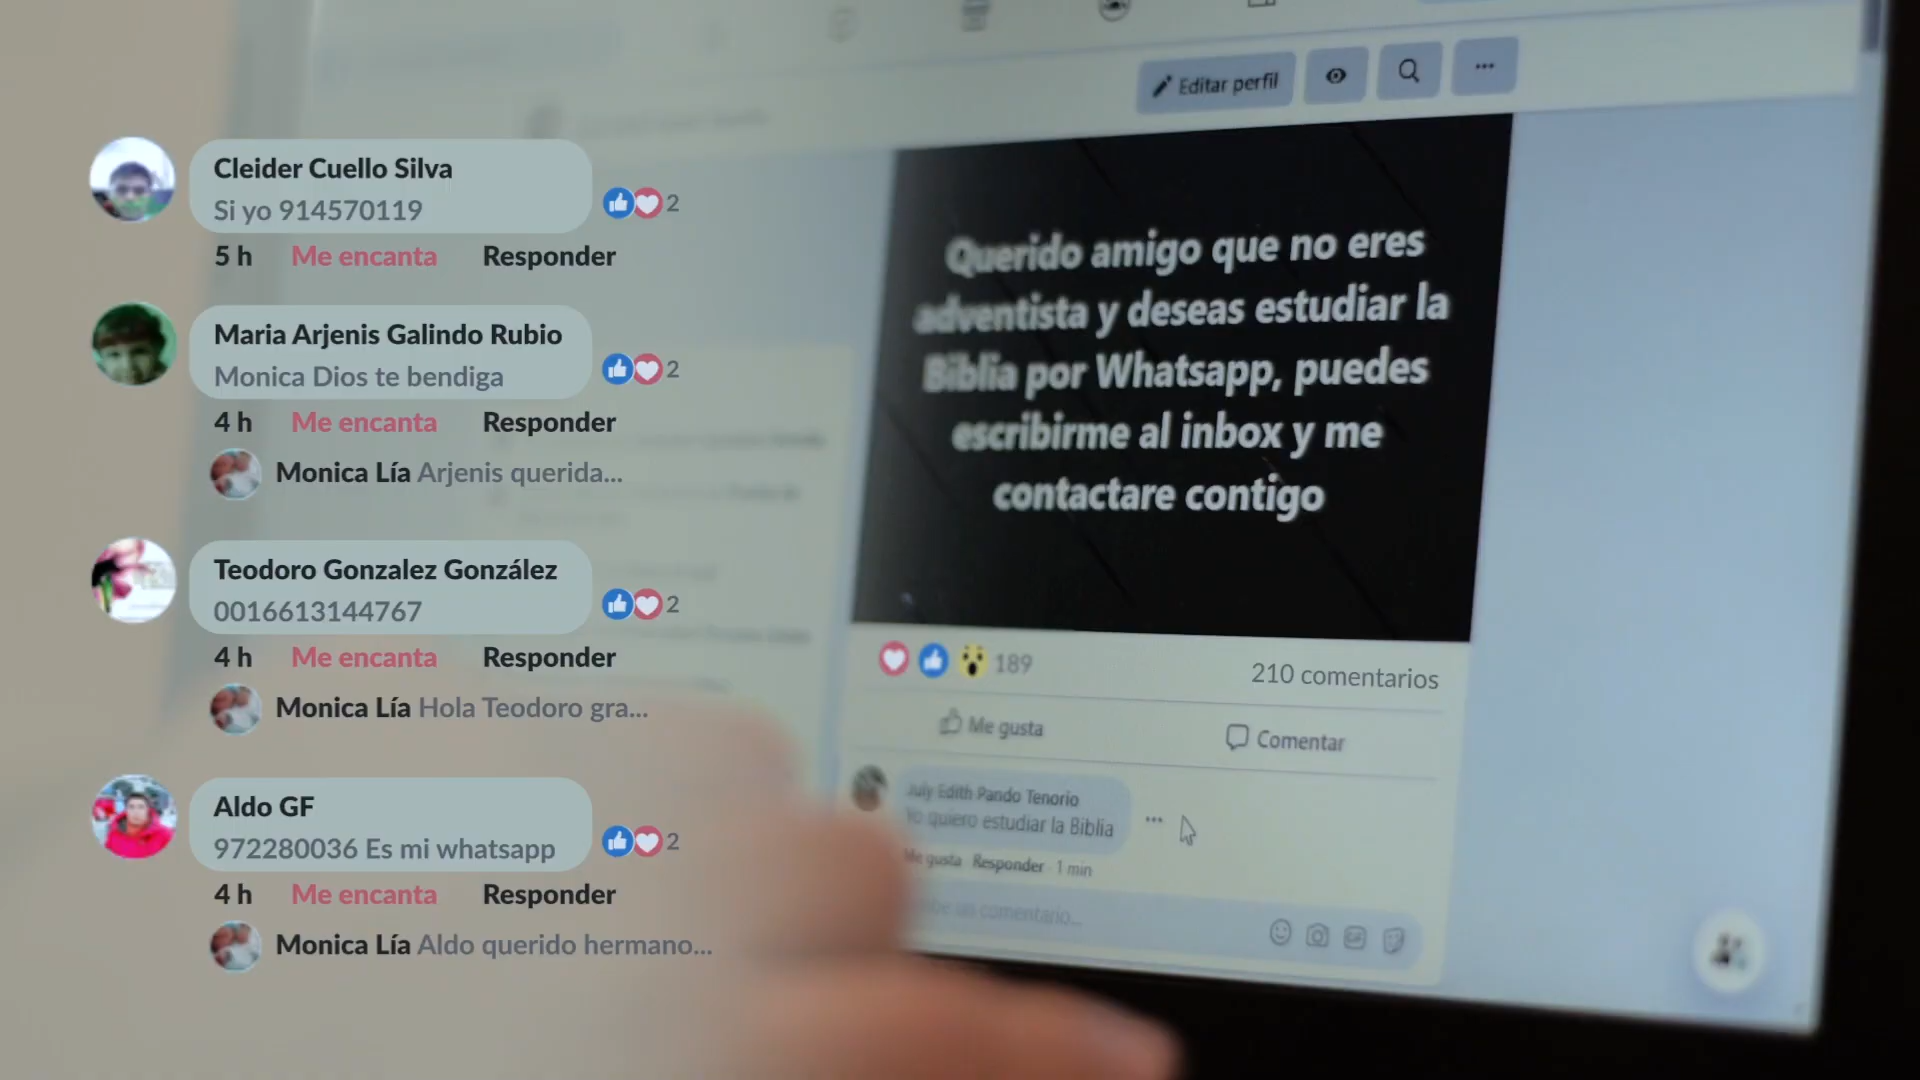 Cleider Cuello Silva
Si yo 914570119
2
5 h Me encanta Responder
Maria Arjenis Galindo Rubio
Monica Dios te bendiga
2
4 h Me encanta Responder
Monica Lía Arjenis querida...
Teodoro Gonzalez González
0016613144767
2
4 h Me encanta Responder
Monica Lía Hola Teodoro gra...
Aldo GF
972280036 Es mi whatsapp
2
4 h Me encanta Responder
Monica Lía Aldo querido hermano...
Editar perfil
Querido amigo que no eres
adventista y deseas estudiar la
Biblia por Whatsapp, puedes
escribirme al inbox y me
contactare contigo
189
210 comentarios
Me gusta
Comentar
July Edith Pando Tenorio
Yo quiero estudiar la Biblia
Me gusta · Responder · 1 min
un comentario...
GIF